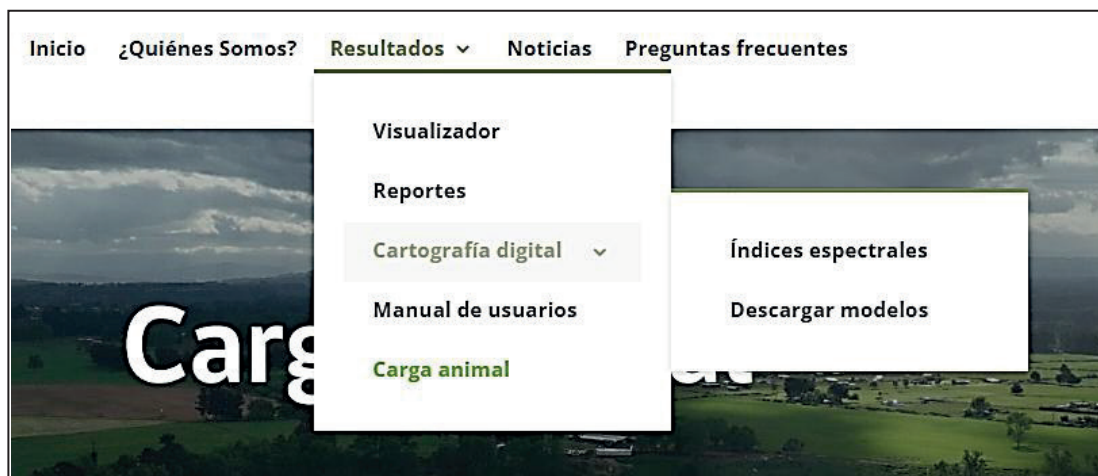 Inicio ¿Quiénes Somos? Resultados Noticias Preguntas frecuentes
Visualizador
Reportes
Cartografía digital
Índices espectrales
Manual de usuarios
Descargar modelos
Carga animal
Car